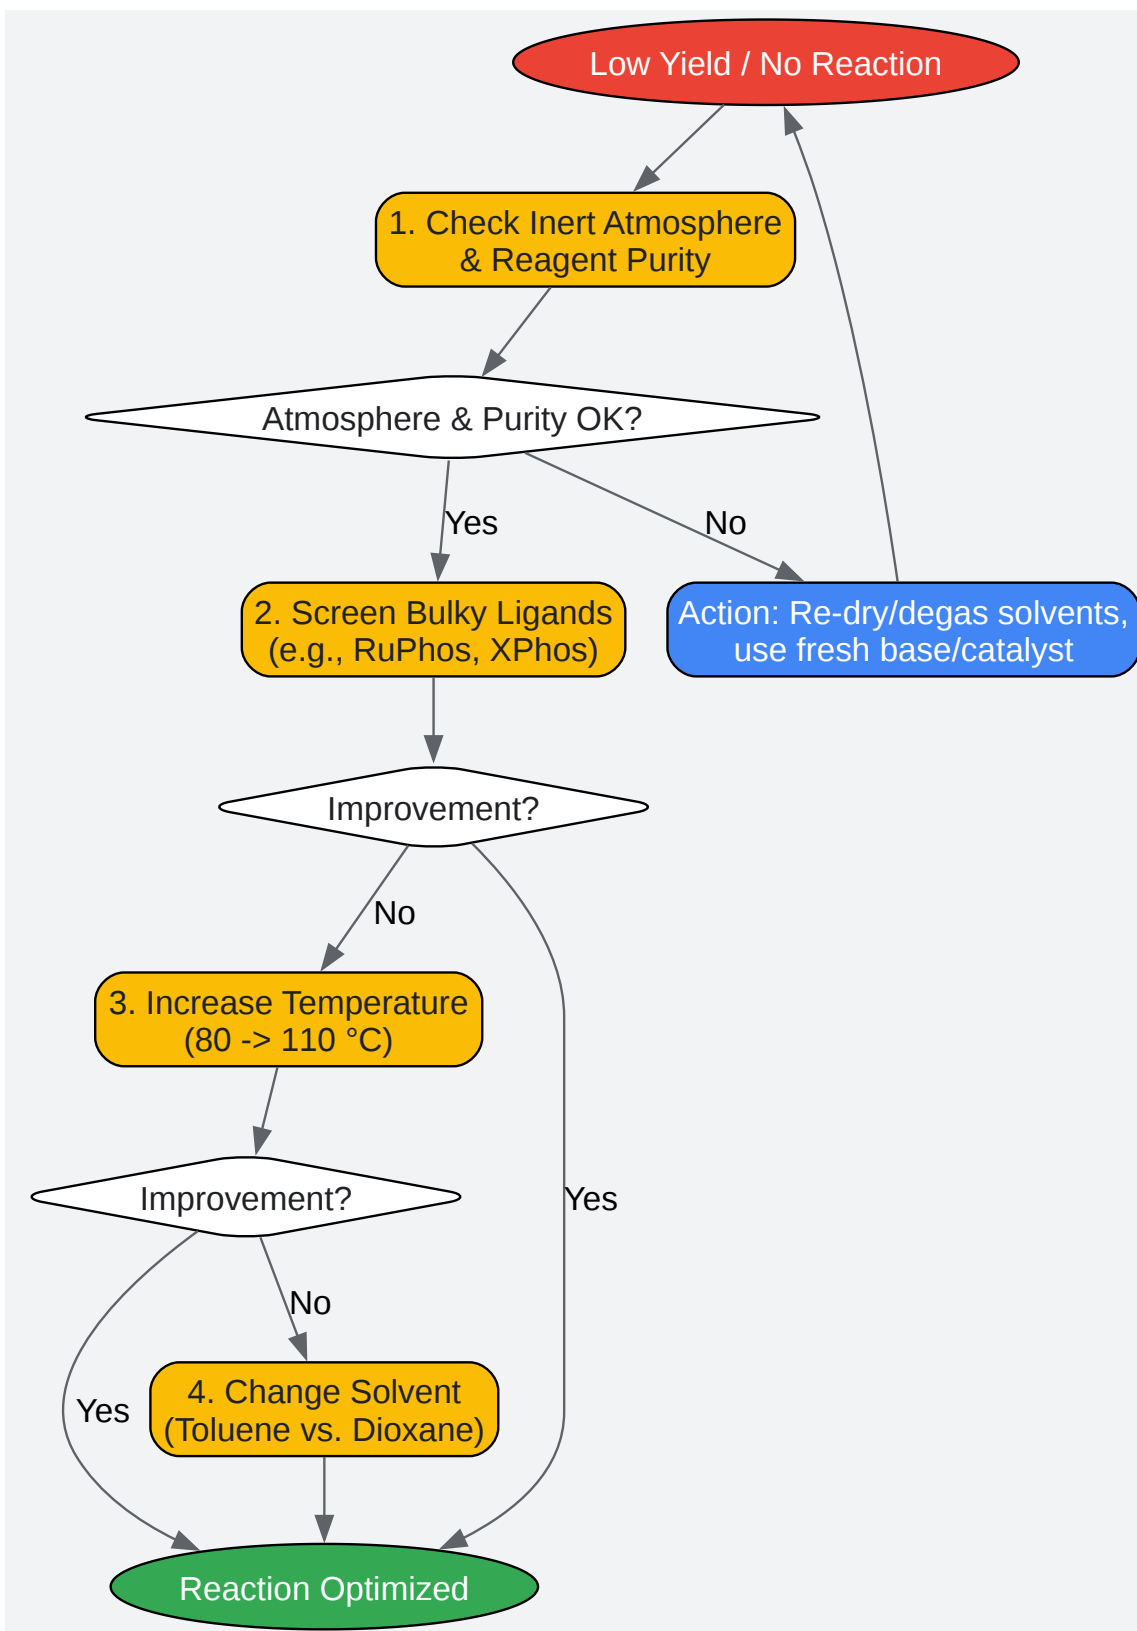 Low Yield / No Reaction
1. Check Inert Atmosphere
& Reagent Purity
Atmosphere & Purity OK?
Yes
No
2. Screen Bulky Ligands
(e.g., RuPhos, XPhos)
Action: Re-dry/degas solvents,
use fresh base/catalyst
Improvement?
No
3. Increase Temperature
(80 -> 110 °C)
Improvement?
Yes
No
4. Change Solvent
(Toluene vs. Dioxane)
Yes
Reaction Optimized